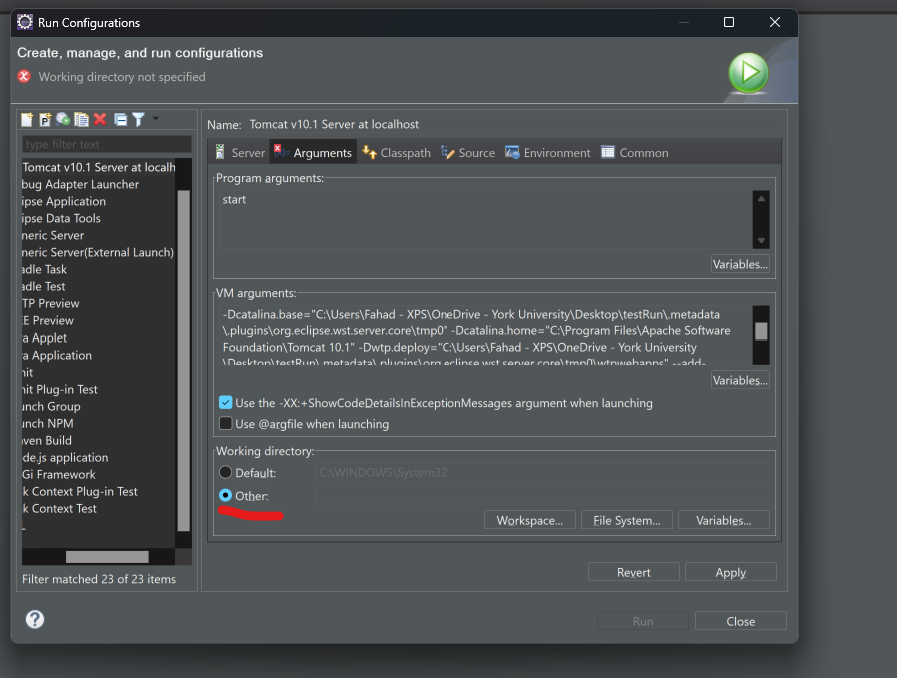 Run Configurations
Create, manage, and run configurations
Working directory not specified
type filter text
Tomcat v10.1 Server at localh
bug Adapter Launcher
ipse Application
ipse Data Tools
neric Server
neric Server(External Launch)
adle Task
adle Test
TP Preview
EE Preview
va Applet
va Application
nit
nit Plug-in Test
unch Group
unch NPM
ven Build
de.js application
Gi Framework
k Context Plug-in Test
k Context Test
Filter matched 23 of 23 items
Name: Tomcat v10.1 Server at localhost
Server Arguments Classpath Source Environment Common
Program arguments:
start
Variables...
VM arguments:
-Dcatalina.base="C:\Users\Fahad - XPS\OneDrive - York University\Desktop\testRun\.metadata
\.plugins\org.eclipse.wst.server.core\tmp0" -Dcatalina.home="C:\Program Files\Apache Software
Foundation\Tomcat 10.1" -Dwtp.deploy="C:\Users\Fahad - XPS\OneDrive - York University
\Desktop\testRun\.metadata\.plugins\org.eclipse.wst.server.core\tmp0\wtpwebapps" --add-
Variables...
Use the -XX:+ShowCodeDetailsInExceptionMessages argument when launching
Use @argfile when launching
Working directory:
Default: C:\WINDOWS\System32
Other:
Workspace... File System... Variables...
Revert Apply
Run Close